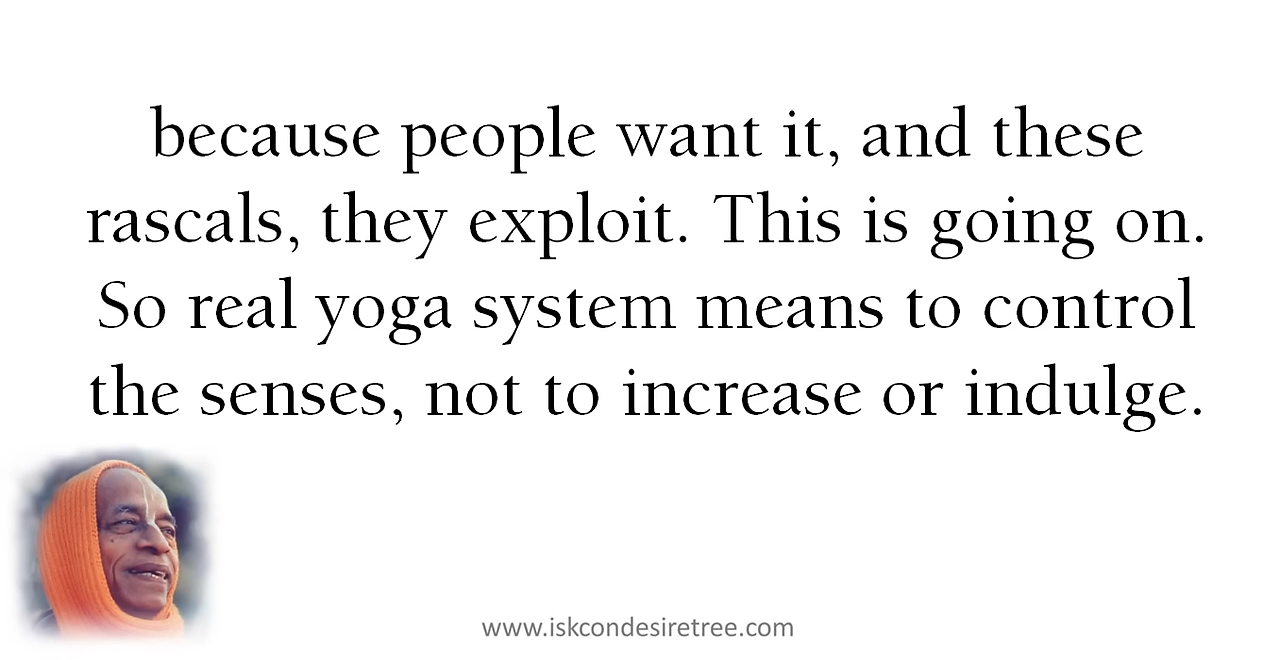 because people want it, and these
rascals, they exploit. This is going on.
So real yoga system means to control
the senses, not to increase or indulge.
www.iskcondesiretree.com